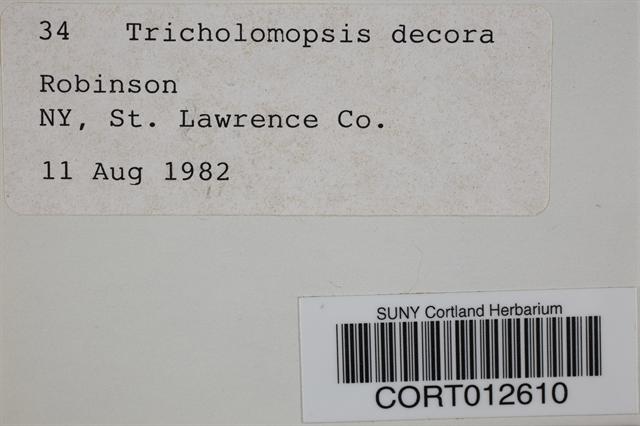 34 Tricholomopsis decora
Robinson
NY, St. Lawrence Co.
11 Aug 1982
SUNY Cortland Herbarium
CORT012610